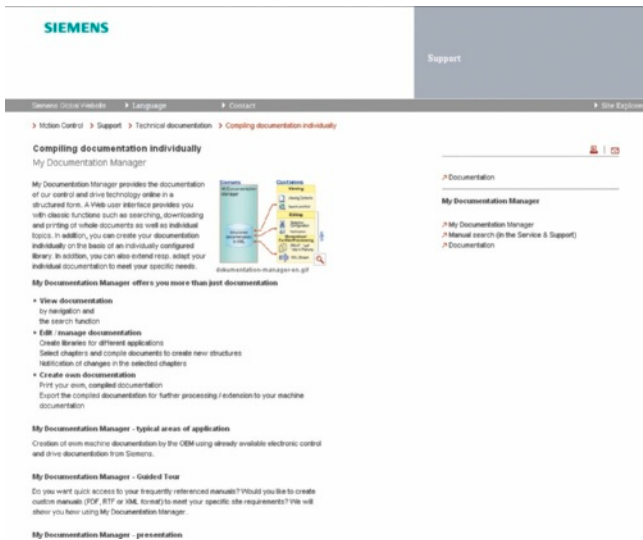 SIEMENS
Support
Siemens Global Website
Language
Contact
Site Explorer
Motion Control
Support
Technical documentation
Compiling documentation individually
Compiling documentation individually
My Documentation Manager
My Documentation Manager provides the documentation
of our control and drive technology online in a
structured form. A Web user interface provides you
with classic functions such as searching, downloading
and printing of whole documents as well as individual
topics. In addition, you can create your documentation
individually on the basis of an individually configured
library. In addition, you can also extend resp. adapt your
individual documentation to meet your specific needs.
Siemens
Customers
Viewing
Editing
dokumentation-manager-en.gif
My Documentation Manager offers you more than just documentation
View documentation
by navigation and
the search function
Edit / manage documentation
Create libraries for different applications
Select chapters and compile documents to create new structures
Notification of changes in the selected chapters
Create own documentation
Print your own, compiled documentation
Export the compiled documentation for further processing / extension to your machine
documentation
My Documentation Manager - typical areas of application
Creation of own machine documentation by the OEM using already available electronic control
and drive documentation from Siemens.
My Documentation Manager - Guided Tour
Do you want quick access to your frequently referenced manuals? Would you like to create
custom manuals (PDF, RTF or XML format) to meet your specific site requirements? We will
show you how using My Documentation Manager.
My Documentation Manager - presentation
Documentation
My Documentation Manager
My Documentation Manager
Manual search (in the Service & Support)
Documentation